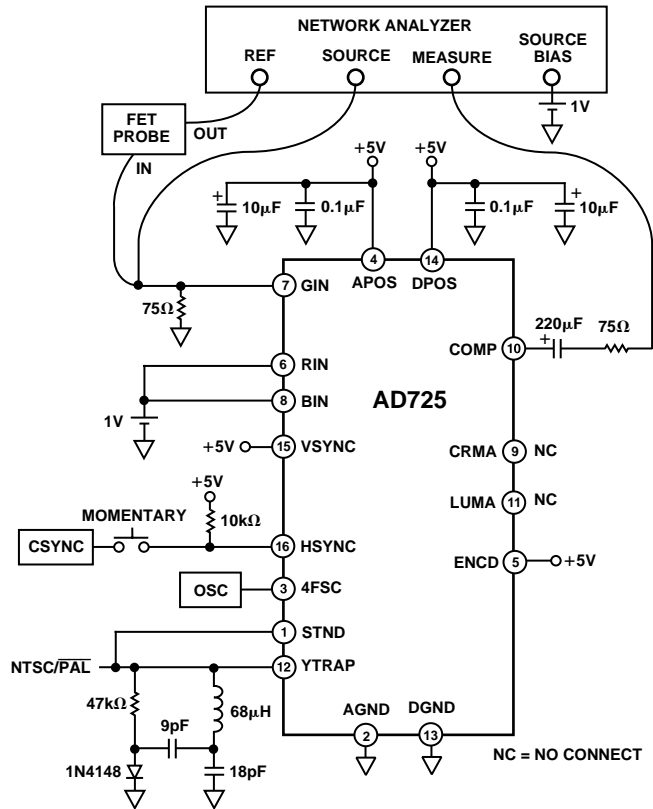 NETWORK ANALYZER
REF
SOURCE
MEASURE
SOURCE
BIAS
1V
FET
PROBE
OUT
IN
+5V
+5V
+
10µF
0.1µF
0.1µF
+
10µF
4
APOS
14
DPOS
7 GIN
75Ω
220µF
+
75Ω
COMP 10
6 RIN
8 BIN
AD725
1V
+5V
15 VSYNC
CRMA 9 NC
+5V
LUMA 11 NC
MOMENTARY
10kΩ
CSYNC
16 HSYNC
ENCD 5 +5V
OSC
3 4FSC
1 STND
NTSC/PAL
12 YTRAP
47kΩ
68µH
9pF
AGND
DGND
2
13
1N4148
18pF
NC = NO CONNECT